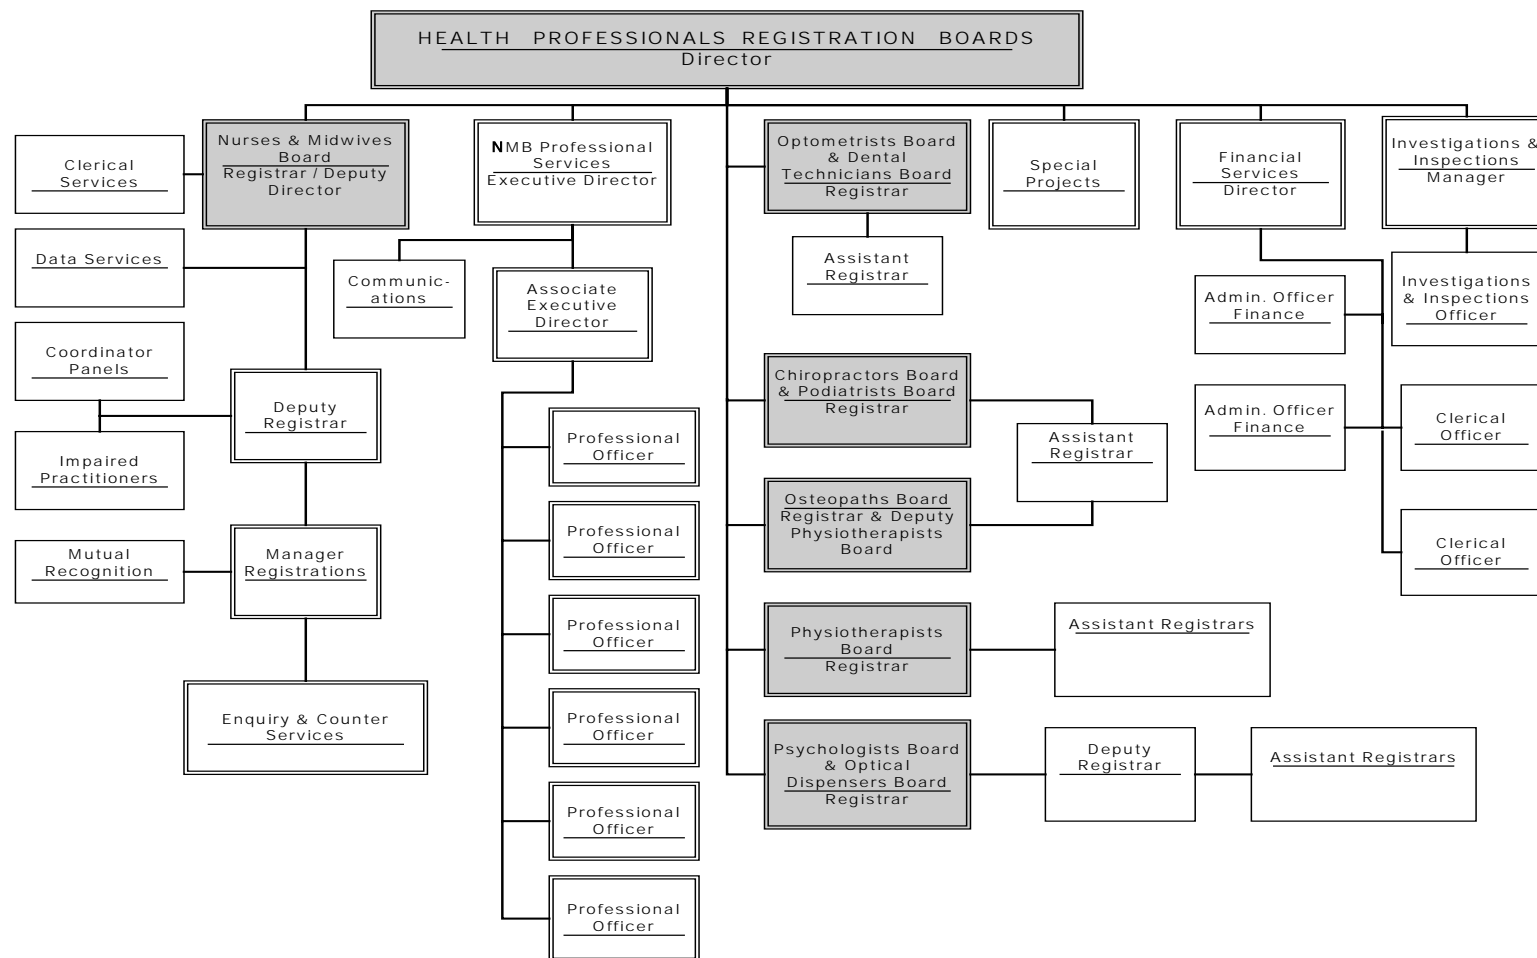 HEALTH PROFESSIONALS REGISTRATION BOARDS
Director
Clerical
Services
Nurses & Midwives
Board
Registrar / Deputy
Director
NMB Professional
Services
Executive Director
Optometrists Board
& Dental
Technicians Board
Registrar
Special
Projects
Financial
Services
Director
Investigations &
Inspections
Manager
Data Services
Communic-
ations
Associate
Executive
Director
Assistant
Registrar
Admin. Officer
Finance
Investigations
& Inspections
Officer
Coordinator
Panels
Deputy
Registrar
Impaired
Practitioners
Chiropractors Board
& Podiatrists Board
Registrar
Assistant
Registrar
Admin. Officer
Finance
Clerical
Officer
Professional
Officer
Osteopaths Board
Registrar & Deputy
Physiotherapists
Board
Clerical
Officer
Professional
Officer
Mutual
Recognition
Manager
Registrations
Professional
Officer
Physiotherapists
Board
Registrar
Assistant Registrars
Enquiry & Counter
Services
Professional
Officer
Psychologists Board
& Optical
Dispensers Board
Registrar
Deputy
Registrar
Assistant Registrars
Professional
Officer
Professional
Officer